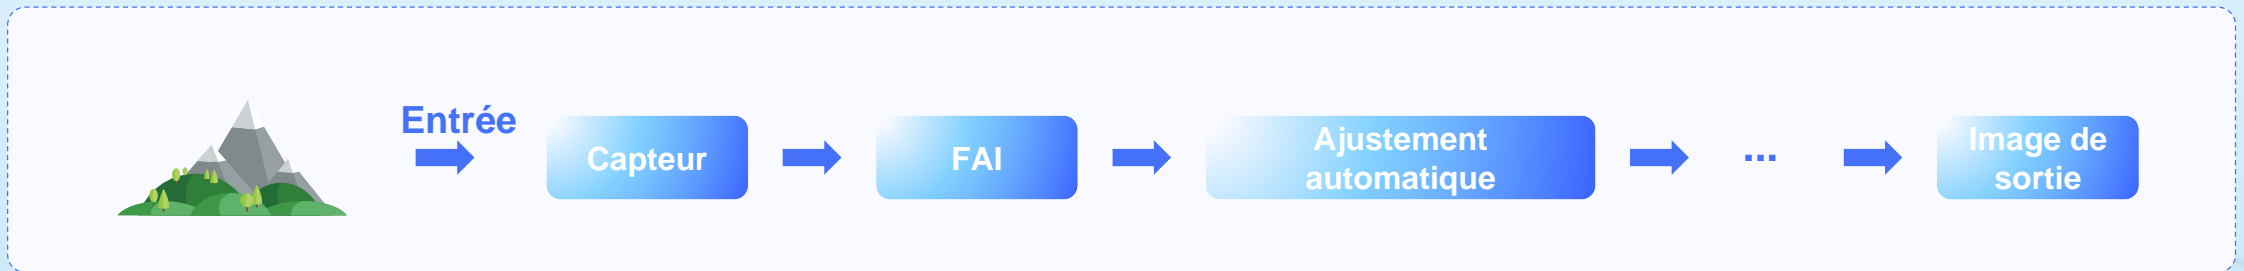 Entrée
Capteur
FAI
Ajustement
automatique
...
Image de
sortie